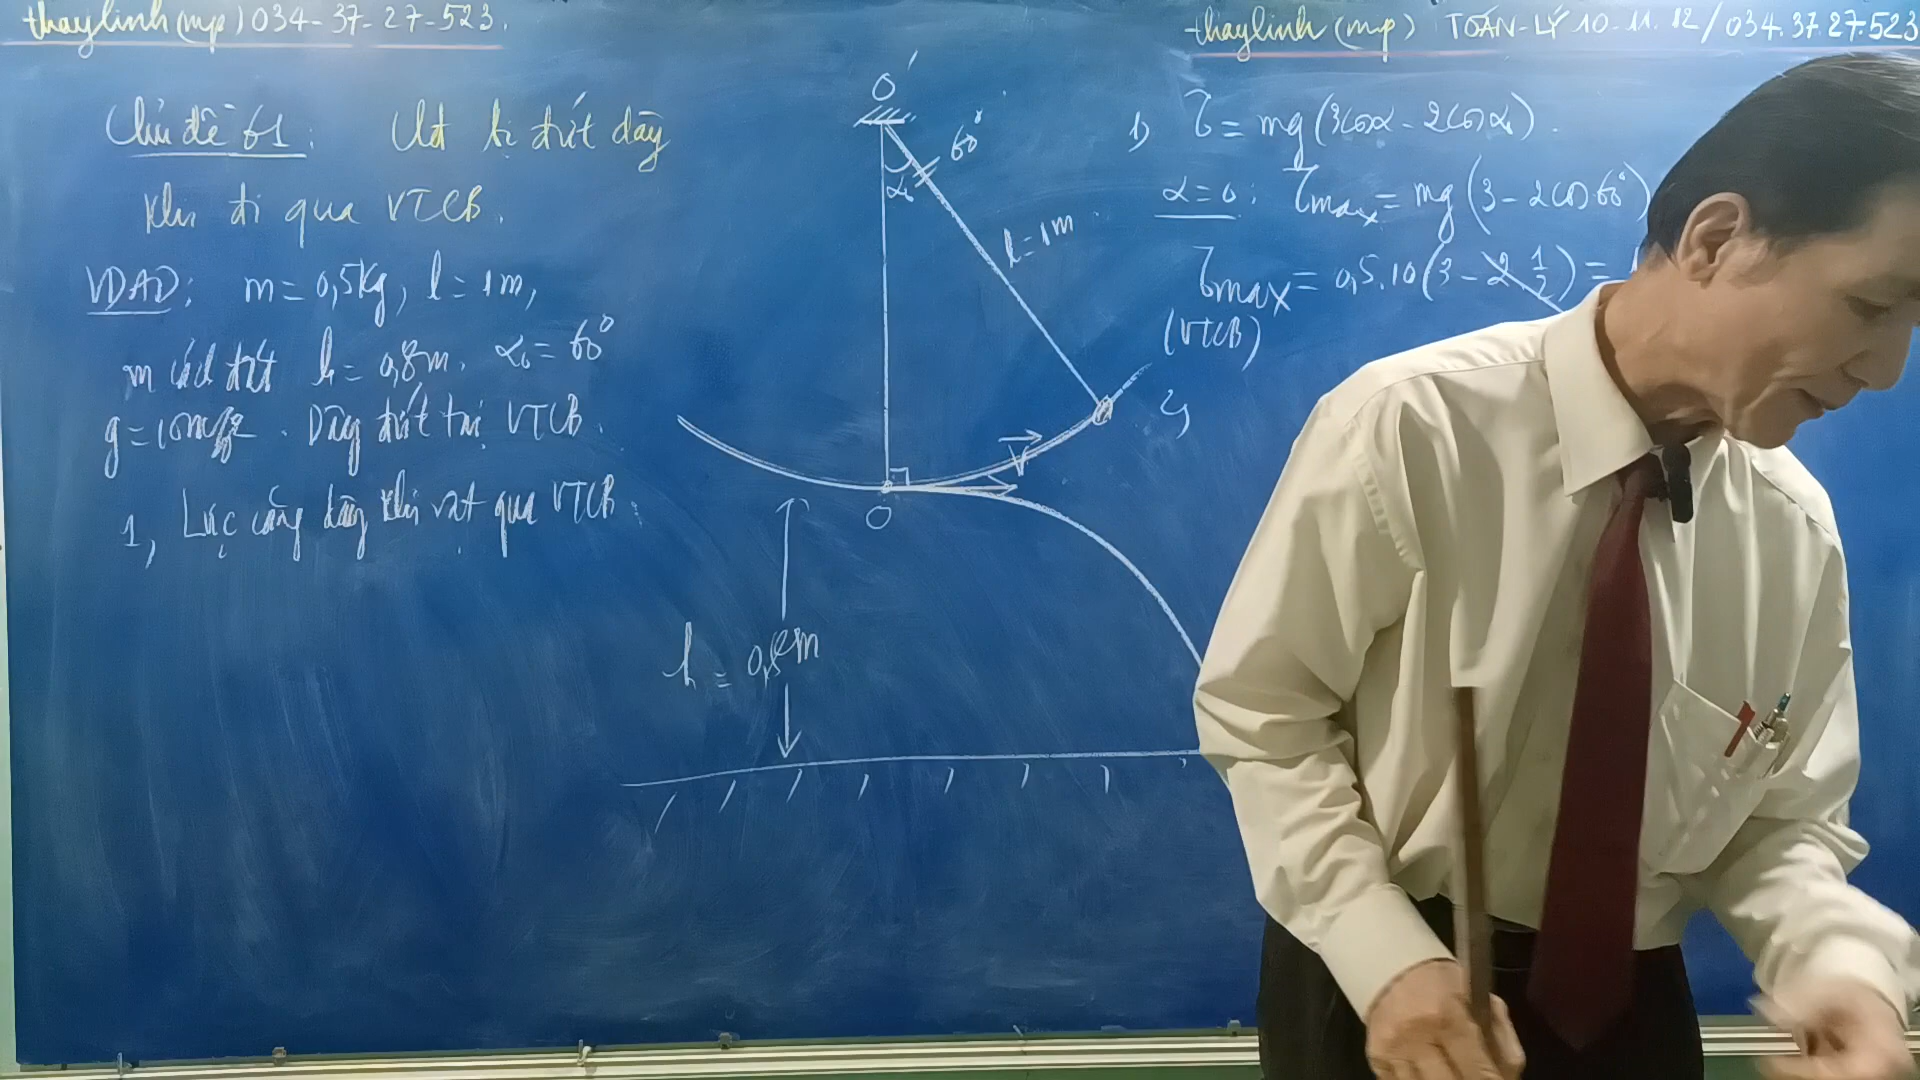 thaylinh (mp) 034-37-27-523.
thaylinh (mp) TOÁN-LÝ 10.11.12/034.37.27.523
Chủ đề 61: Vật bị đứt dây
khi đi qua VTCB.
VDAD: m=0,5kg, l=1m,
m cách đất h=0,8m. α₀=60°
g=10m/s². Dây đứt tại VTCB.
1, Lực căng dây khi vật qua VTCB:
O'
α₀
60°
l=1m
V
O
h=0,8m
1) τ=mg(3cosα-2cosα₀).
α=0: τmax=mg(3-2cos60°)
τmax=0,5.10(3-2 1/2)=
(VTCB)
2,